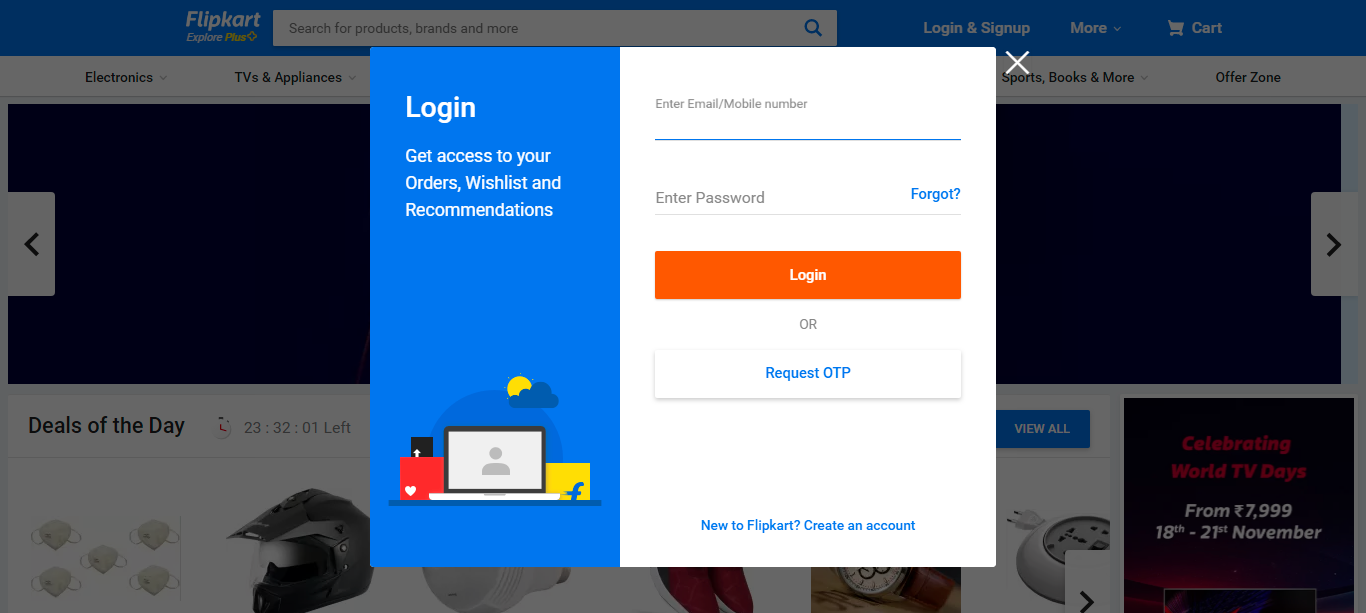 Flipkart
Explore Plus
Search for products, brands and more
Login & Signup
More
Cart
Electronics
TVs & Appliances
Sports, Books & More
Offer Zone
Login
Get access to your
Orders, Wishlist and
Recommendations
Enter Email/Mobile number
Enter Password
Forgot?
Login
OR
Request OTP
New to Flipkart? Create an account
Deals of the Day
23 : 32 : 01 Left
VIEW ALL
Celebrating
World TV Days
From ₹7,999
18th - 21st November